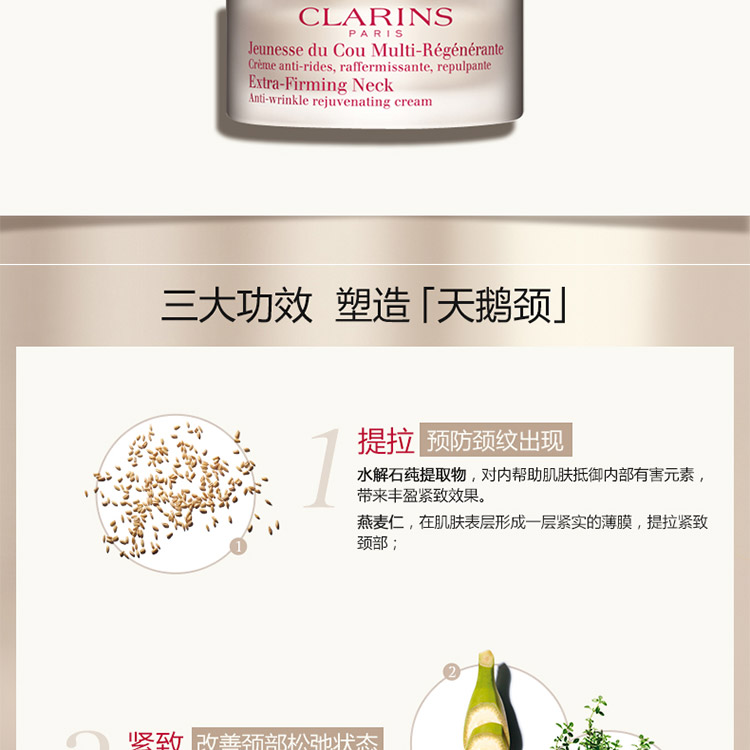 CLARINS
PARIS
Jeunesse du Cou Multi-Régénérante
Crème anti-rides, raffermissante, repulpante
Extra-Firming Neck
Anti-wrinkle rejuvenating cream
三大功效 塑造「天鹅颈」
1
提拉 预防颈纹出现
水解石莼提取物，对内帮助肌肤抵御内部有害元素，
带来丰盈紧致效果。
燕麦仁，在肌肤表层形成一层紧实的薄膜，提拉紧致
颈部；
1
2
2
紧致 改善颈部松弛状态